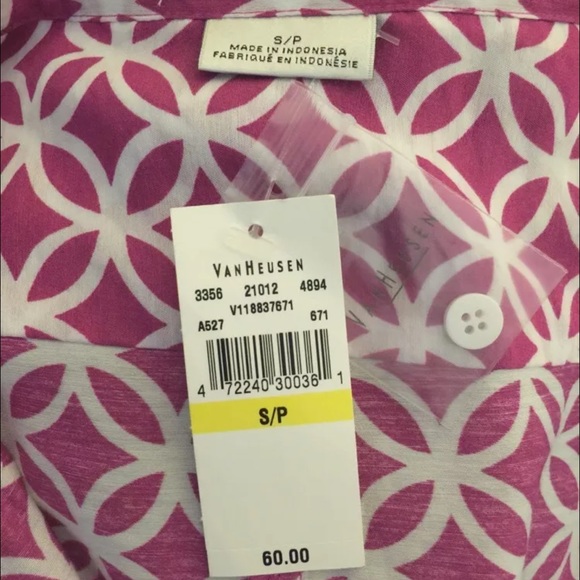 S/P
MADE IN INDONESIA
FABRIQUÉ EN INDONÉSIE
VANHEUSEN
VANHEUSEN
3356 21012 4894
V118837671
A527 671
4 72240 30036 1
S/P
60.00